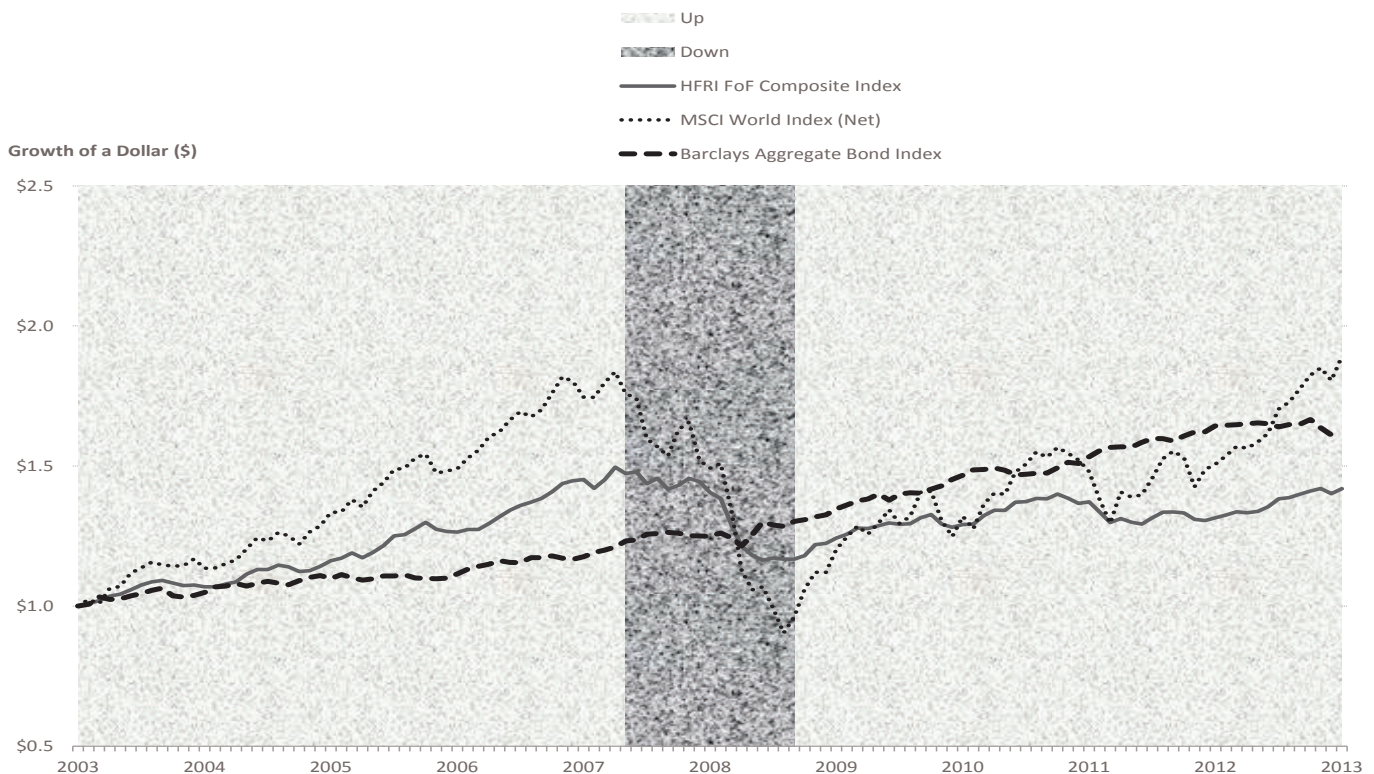 Up
Down
HFRI FoF Composite Index
MSCI World Index (Net)
Growth of a Dollar ($)
Barclays Aggregate Bond Index
$2.5
$2.0
$1.5
$1.0
$0.5
2003 2004 2005 2006 2007 2008 2009 2010 2011 2012 2013